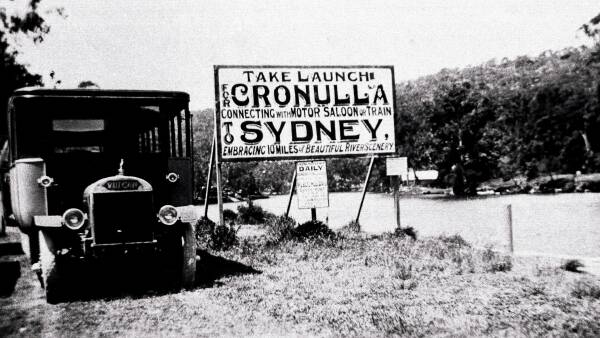 TAKE LAUNCH
FOR CRONULLA
CONNECTING WITH MOTOR SALOON OR TRAIN
TO SYDNEY,
EMBRACING 10 MILES OF BEAUTIFUL RIVER SCENERY
DAILY
VULCAN